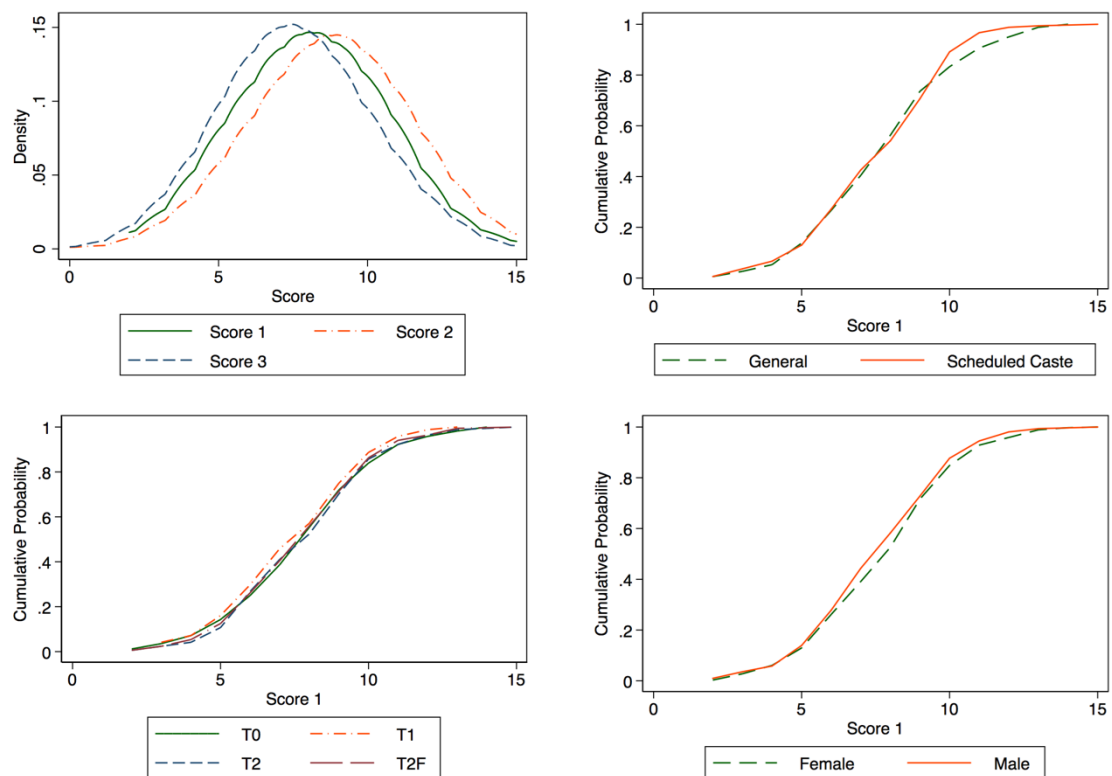 Density
0
.05
.1
.15
0 5 10 15
Score
Score 1 Score 2
Score 3
Cumulative Probability
0
.2
.4
.6
.8
1
0 5 10 15
Score 1
General Scheduled Caste
Cumulative Probability
0
.2
.4
.6
.8
1
0 5 10 15
Score 1
T0 T1
T2 T2F
Cumulative Probability
0
.2
.4
.6
.8
1
0 5 10 15
Score 1
Female Male